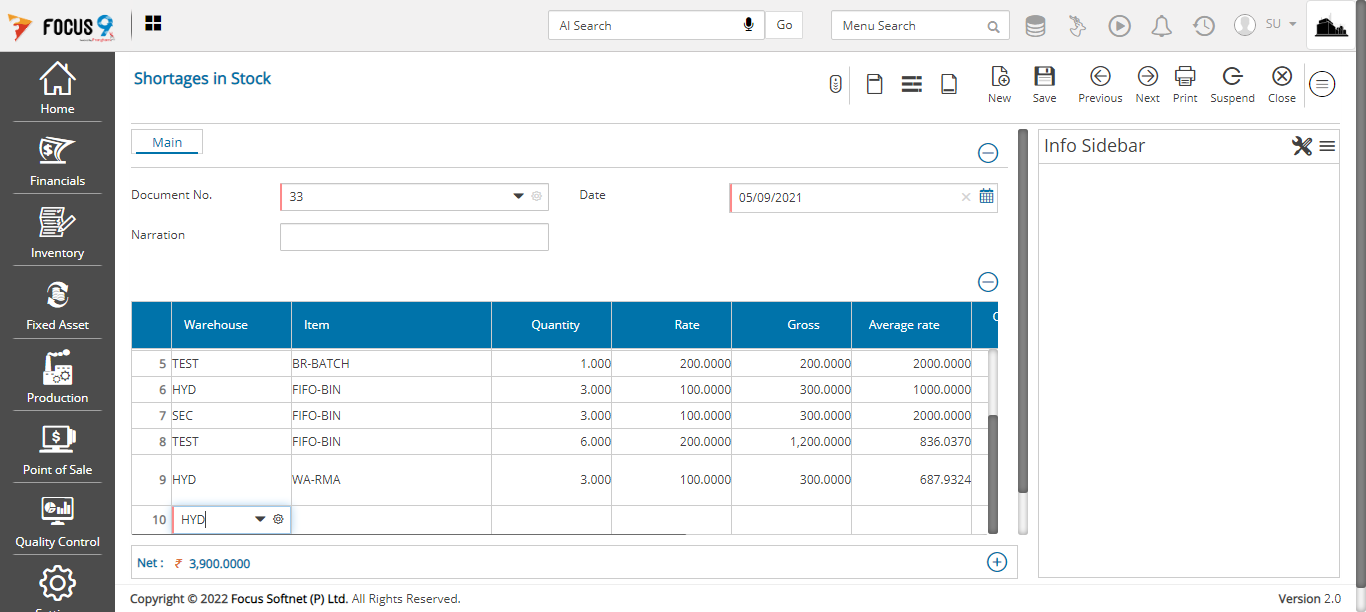 FOCUS 9
AI Search
Go
Menu Search
SU
Home
Financials
Inventory
Fixed Asset
Production
Point of Sale
Quality Control
Shortages in Stock
New
Save
Previous
Next
Print
Suspend
Close
Main
Info Sidebar
Document No.
33
Date
05/09/2021
Narration
Warehouse Item Quantity Rate Gross Average rate
5 TEST BR-BATCH 1.000 200.0000 200.0000 2000.0000
6 HYD FIFO-BIN 3.000 100.0000 300.0000 1000.0000
7 SEC FIFO-BIN 3.000 100.0000 300.0000 2000.0000
8 TEST FIFO-BIN 6.000 200.0000 1,200.0000 836.0370
9 HYD WA-RMA 3.000 100.0000 300.0000 687.9324
10 HYD
Net : ₹ 3,900.0000
Copyright © 2022 Focus Softnet (P) Ltd. All Rights Reserved.
Version 2.0